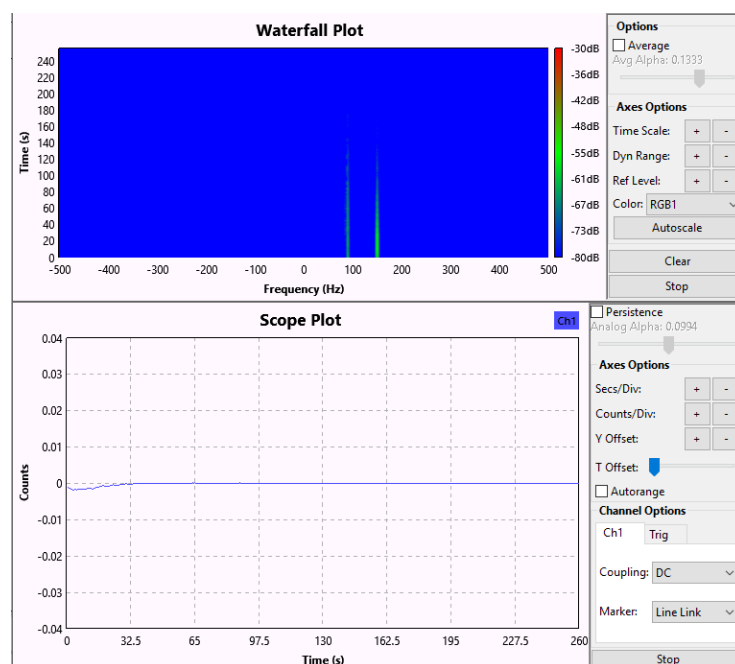 Waterfall Plot
240
220
200
180
160
140
120
100
80
60
40
20
0
Time (s)
-500 -400 -300 -200 -100 0 100 200 300 400 500
Frequency (Hz)
-30dB
-36dB
-42dB
-48dB
-55dB
-61dB
-67dB
-73dB
-80dB
Options
Average
Avg Alpha: 0.1333
Axes Options
Time Scale: + -
Dyn Range: + -
Ref Level: + -
Color: RGB1
Autoscale
Clear
Stop
Scope Plot
Ch1
0.04
0.03
0.02
0.01
0
-0.01
-0.02
-0.03
-0.04
Counts
0 32.5 65 97.5 130 162.5 195 227.5 260
Time (s)
Persistence
Analog Alpha: 0.0994
Axes Options
Secs/Div: + -
Counts/Div: + -
Y Offset: + -
T Offset:
Autorange
Channel Options
Ch1 Trig
Coupling: DC
Marker: Line Link
Stop